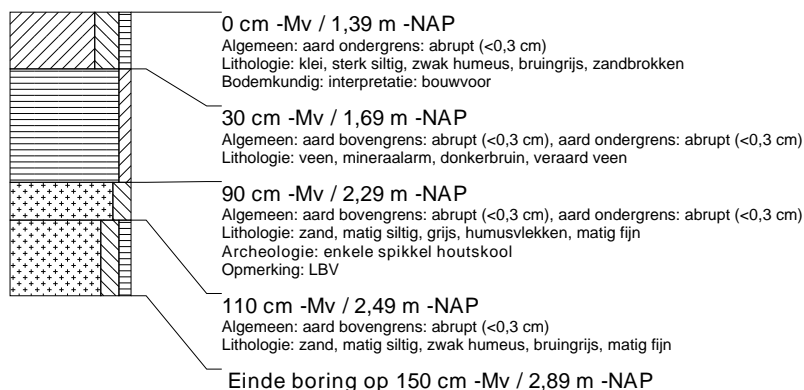 0 cm -Mv / 1,39 m -NAP
Algemeen: aard ondergrens: abrupt (<0,3 cm)
Lithologie: klei, sterk siltig, zwak humeus, bruingrijs, zandbrokken
Bodemkundig: interpretatie: bouwvoor
30 cm -Mv / 1,69 m -NAP
Algemeen: aard bovengrens: abrupt (<0,3 cm), aard ondergrens: abrupt (<0,3 cm)
Lithologie: veen, mineraalarm, donkerbruin, veraard veen
90 cm -Mv / 2,29 m -NAP
Algemeen: aard bovengrens: abrupt (<0,3 cm), aard ondergrens: abrupt (<0,3 cm)
Lithologie: zand, matig siltig, grijs, humusvlekken, matig fijn
Archeologie: enkele spikkel houtskool
Opmerking: LBV
110 cm -Mv / 2,49 m -NAP
Algemeen: aard bovengrens: abrupt (<0,3 cm)
Lithologie: zand, matig siltig, zwak humeus, bruingrijs, matig fijn
Einde boring op 150 cm -Mv / 2,89 m -NAP